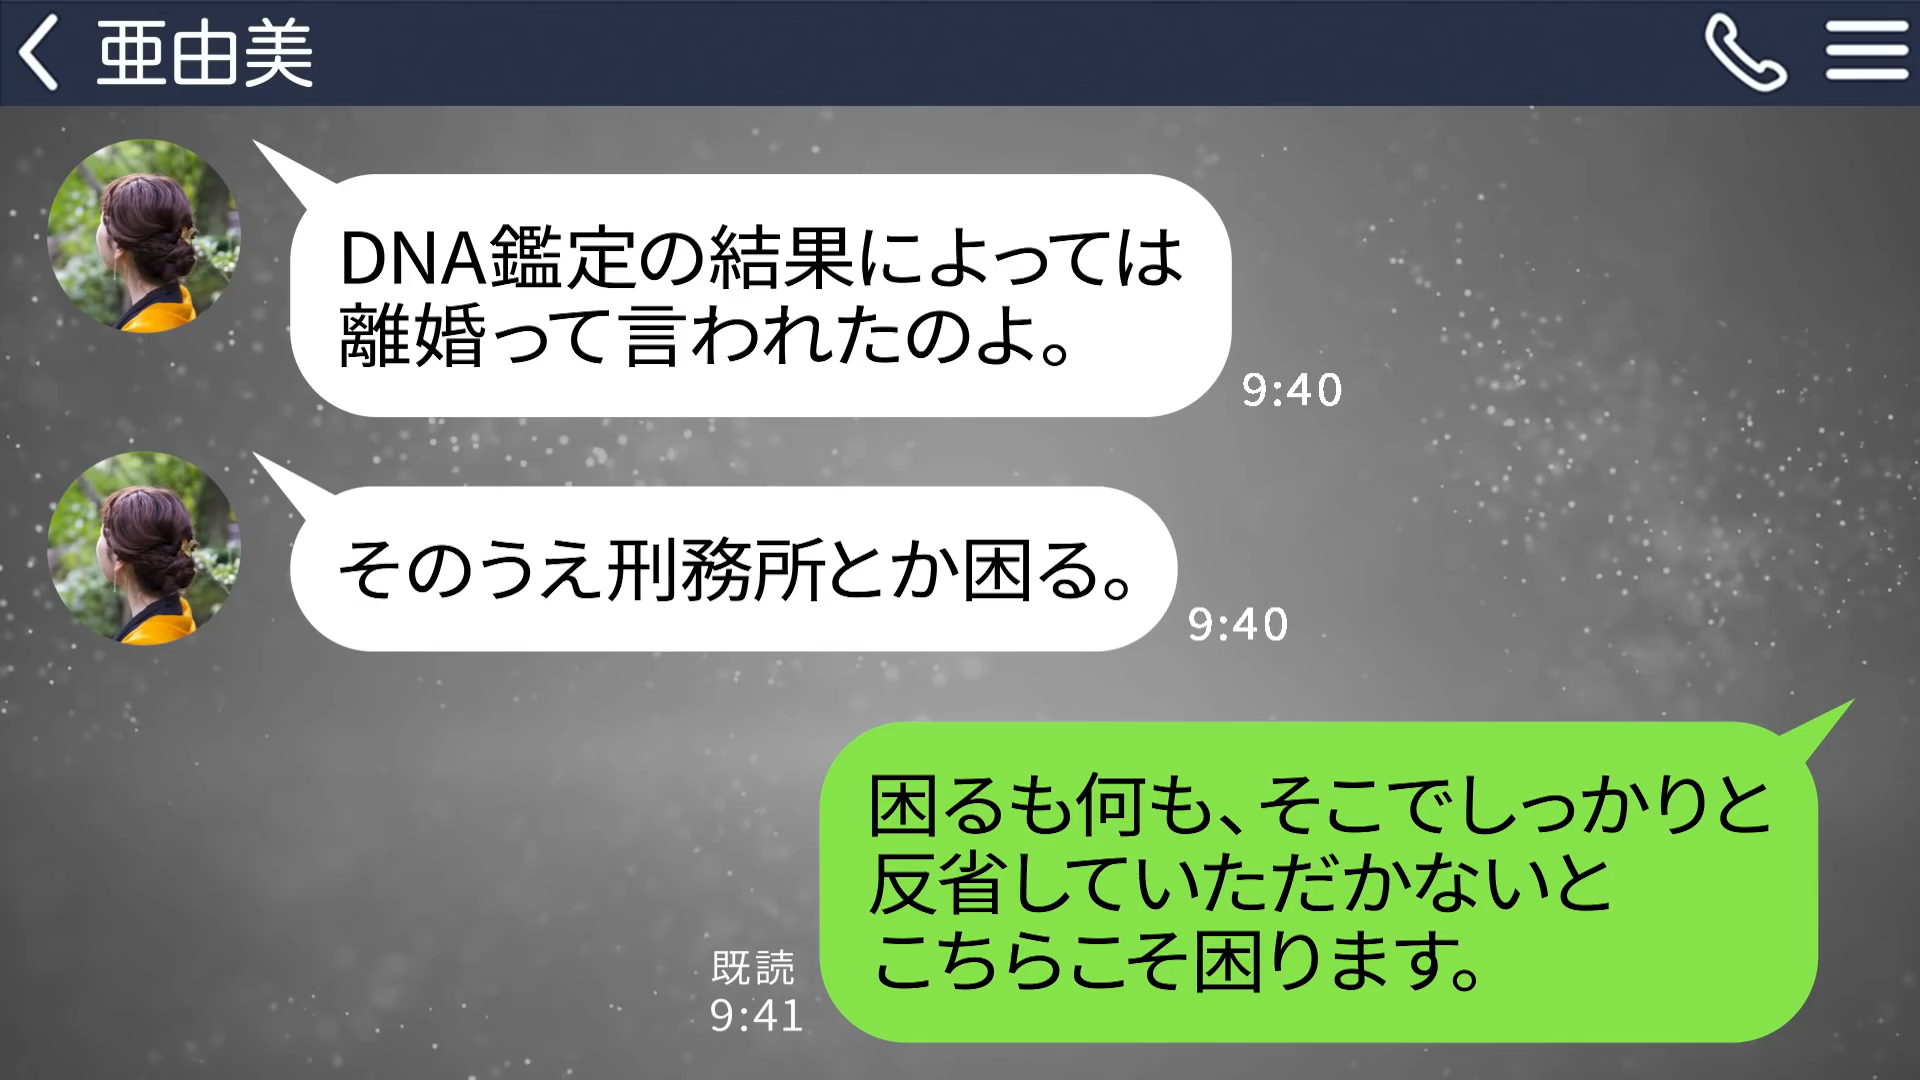 亜由美
DNA鑑定の結果によっては
離婚って言われたのよ。
9:40
そのうえ刑務所とか困る。
9:40
困るも何も、そこでしっかりと
反省していただかないと
こちらこそ困ります。
既読
9:41